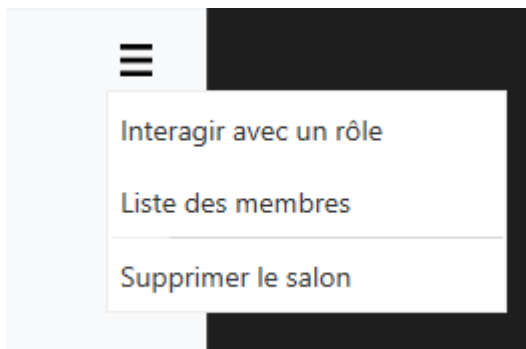 Interagir avec un rôle
Liste des membres
Supprimer le salon